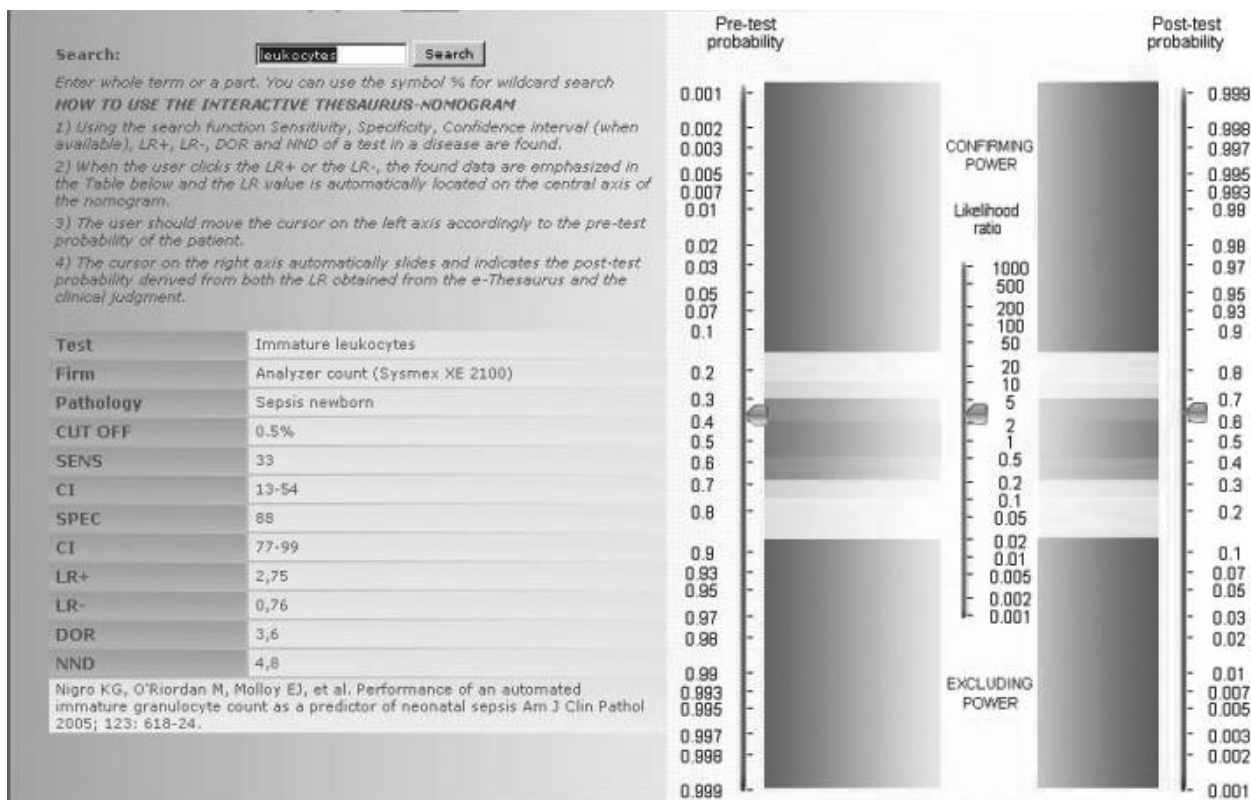 Search:
leukocytes
Search
Enter whole term or a part. You can use the symbol % for wildcard search
HOW TO USE THE INTERACTIVE THESAURUS-NOMOGRAM
1) Using the search function Sensitivity, Specificity, Confidence interval (when
available), LR+, LR-, DOR and NND of a test in a disease are found.
2) When the user clicks the LR+ or the LR-, the found data are emphasized in
the Table below and the LR value is automatically located on the central axis of
the nomogram.
3) The user should move the cursor on the left axis accordingly to the pre-test
probability of the patient.
4) The cursor on the right axis automatically slides and indicates the post-test
probability derived from both the LR obtained from the e-Thesaurus and the
clinical judgment.
Test Immature leukocytes
Firm Analyzer count (Sysmex XE 2100)
Pathology Sepsis newborn
CUT OFF 0.5%
SENS 33
CI 13-54
SPEC 88
CI 77-99
LR+ 2,75
LR- 0,76
DOR 3,6
NND 4,8
Nigro KG, O'Riordan M, Molloy EJ, et al. Performance of an automated
immature granulocyte count as a predictor of neonatal sepsis Am J Clin Pathol
2005; 123: 618-24.
Pre-test
probability
0.001
0.002
0.003
0.005
0.007
0.01
0.02
0.03
0.05
0.07
0.1
0.2
0.3
0.4
0.5
0.6
0.7
0.8
0.9
0.93
0.95
0.97
0.98
0.99
0.993
0.995
0.997
0.998
0.999
CONFIRMING
POWER
Likelihood
ratio
1000
500
200
100
50
20
10
5
2
1
0.5
0.2
0.1
0.05
0.02
0.01
0.005
0.002
0.001
EXCLUDING
POWER
Post-test
probability
0.999
0.998
0.997
0.995
0.993
0.99
0.98
0.97
0.95
0.93
0.9
0.8
0.7
0.6
0.5
0.4
0.3
0.2
0.1
0.07
0.05
0.03
0.02
0.01
0.007
0.005
0.003
0.002
0.001